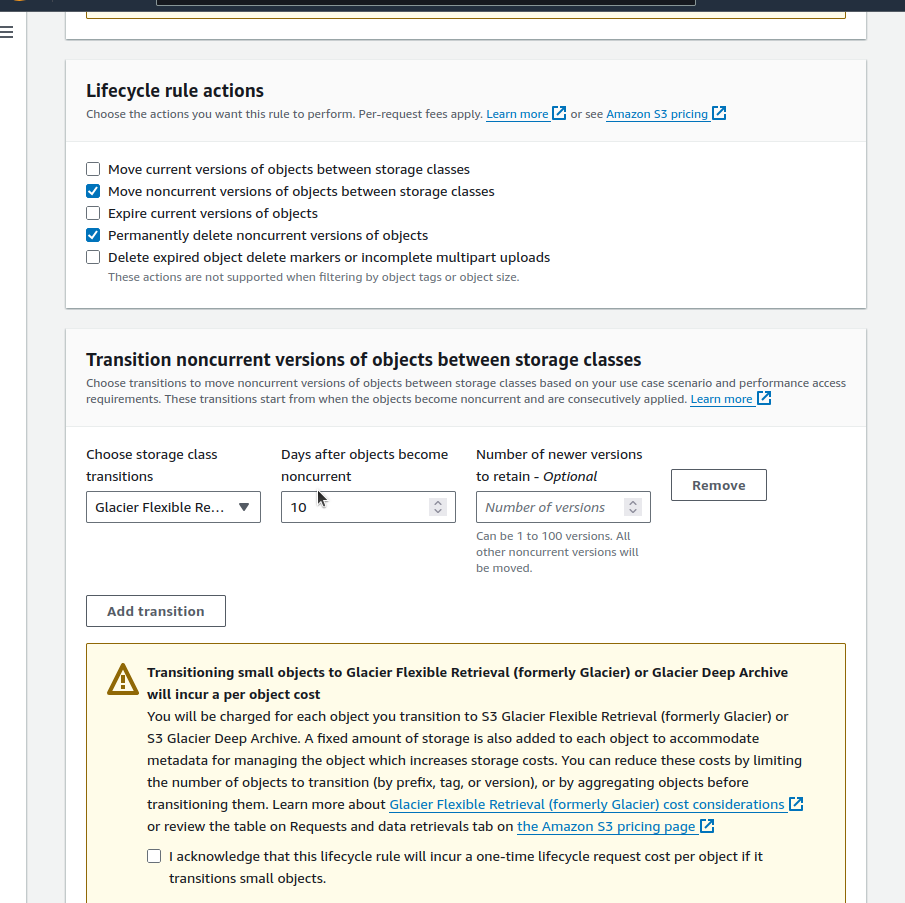 Lifecycle rule actions
Choose the actions you want this rule to perform. Per-request fees apply. Learn more or see Amazon S3 pricing
Move current versions of objects between storage classes
Move noncurrent versions of objects between storage classes
Expire current versions of objects
Permanently delete noncurrent versions of objects
Delete expired object delete markers or incomplete multipart uploads
These actions are not supported when filtering by object tags or object size.
Transition noncurrent versions of objects between storage classes
Choose transitions to move noncurrent versions of objects between storage classes based on your use case scenario and performance access
requirements. These transitions start from when the objects become noncurrent and are consecutively applied. Learn more
Choose storage class
transitions
Glacier Flexible Re...
Days after objects become
noncurrent
10
Number of newer versions
to retain - Optional
Number of versions
Can be 1 to 100 versions. All
other noncurrent versions will
be moved.
Remove
Add transition
Transitioning small objects to Glacier Flexible Retrieval (formerly Glacier) or Glacier Deep Archive
will incur a per object cost
You will be charged for each object you transition to S3 Glacier Flexible Retrieval (formerly Glacier) or
S3 Glacier Deep Archive. A fixed amount of storage is also added to each object to accommodate
metadata for managing the object which increases storage costs. You can reduce these costs by limiting
the number of objects to transition (by prefix, tag, or version), or by aggregating objects before
transitioning them. Learn more about Glacier Flexible Retrieval (formerly Glacier) cost considerations
or review the table on Requests and data retrievals tab on the Amazon S3 pricing page
I acknowledge that this lifecycle rule will incur a one-time lifecycle request cost per object if it
transitions small objects.